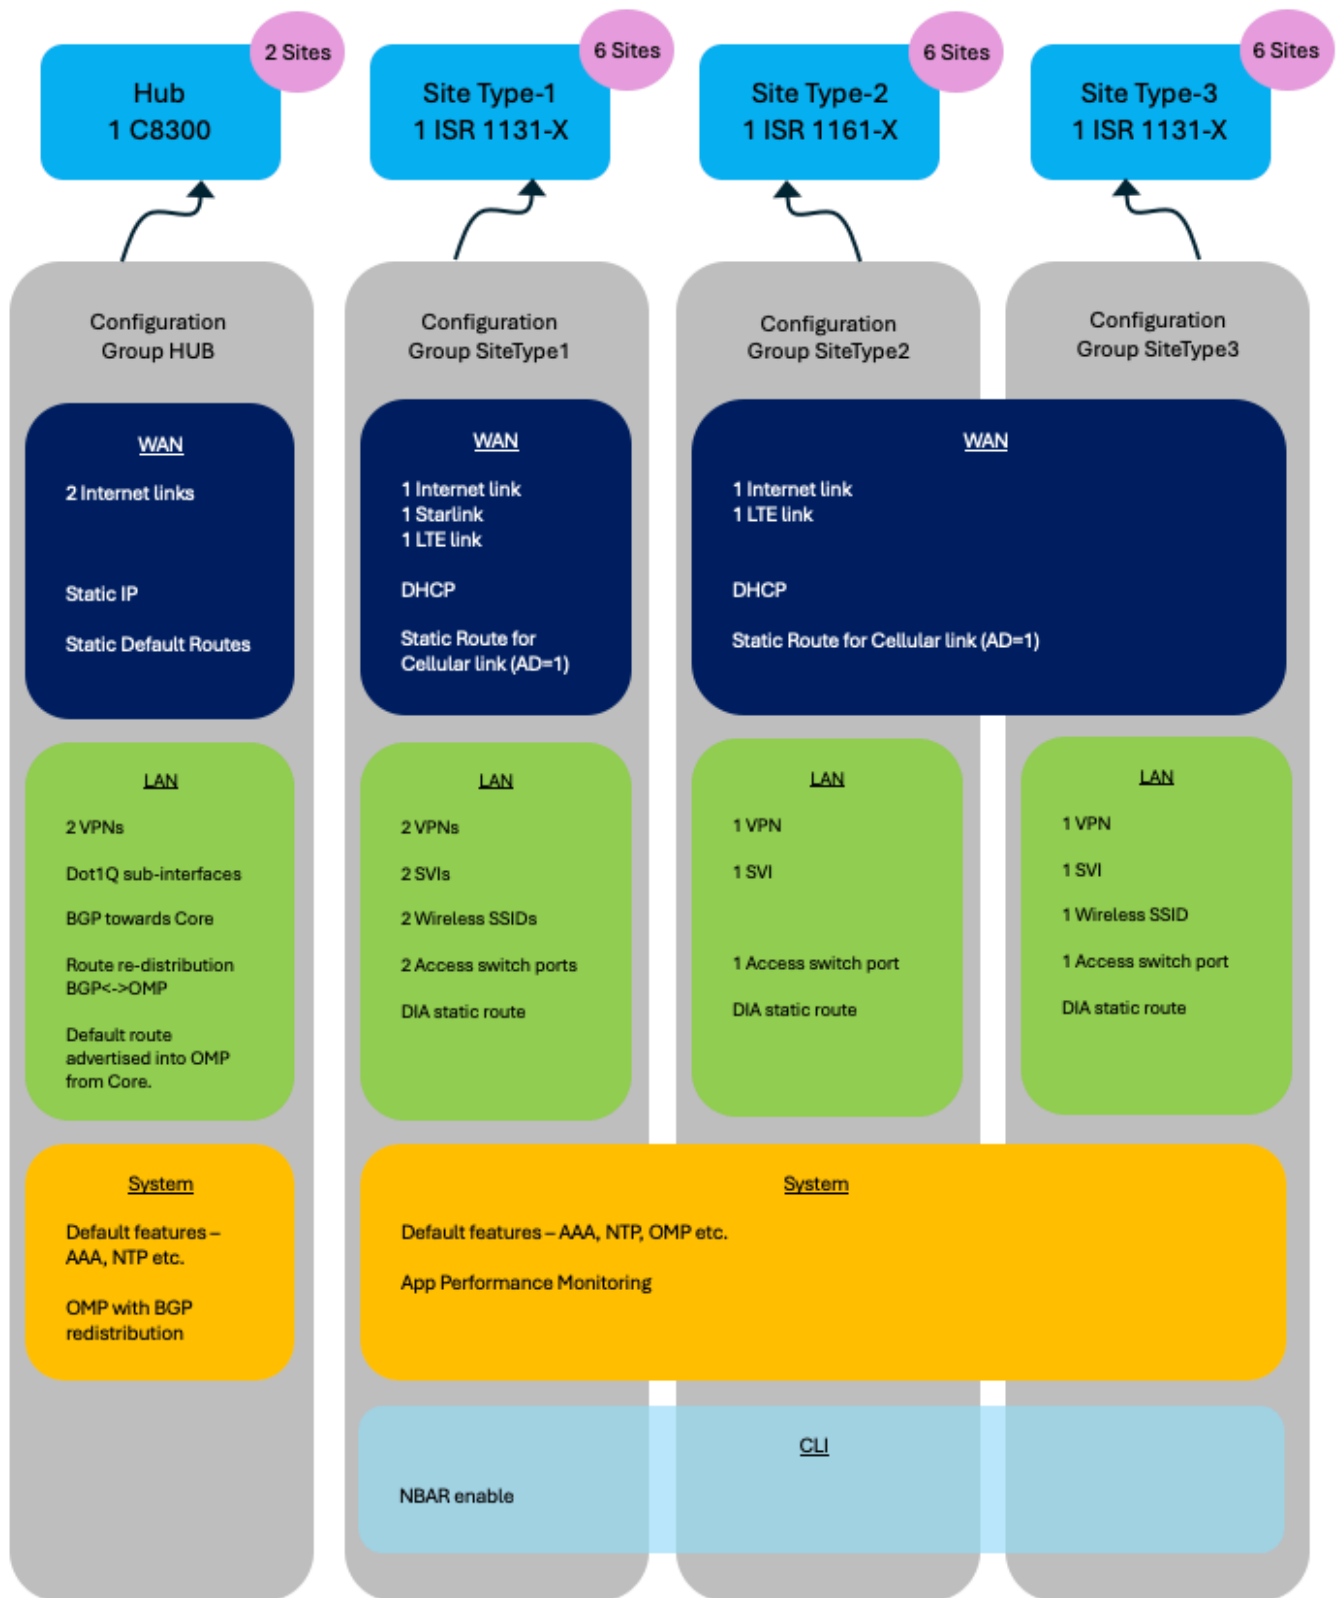 2 Sites
Hub
1 C8300
6 Sites
Site Type-1
1 ISR 1131-X
6 Sites
Site Type-2
1 ISR 1161-X
6 Sites
Site Type-3
1 ISR 1131-X
Configuration
Group HUB
WAN
2 Internet links
Static IP
Static Default Routes
LAN
2 VPNs
Dot1Q sub-interfaces
BGP towards Core
Route re-distribution
BGP<->OMP
Default route
advertised into OMP
from Core.
System
Default features –
AAA, NTP etc.
OMP with BGP
redistribution
Configuration
Group SiteType1
WAN
1 Internet link
1 Starlink
1 LTE link
DHCP
Static Route for
Cellular link (AD=1)
LAN
2 VPNs
2 SVIs
2 Wireless SSIDs
2 Access switch ports
DIA static route
Configuration
Group SiteType2
Configuration
Group SiteType3
WAN
1 Internet link
1 LTE link
DHCP
Static Route for Cellular link (AD=1)
LAN
1 VPN
1 SVI
1 Access switch port
DIA static route
LAN
1 VPN
1 SVI
1 Wireless SSID
1 Access switch port
DIA static route
System
Default features – AAA, NTP, OMP etc.
App Performance Monitoring
CLI
NBAR enable